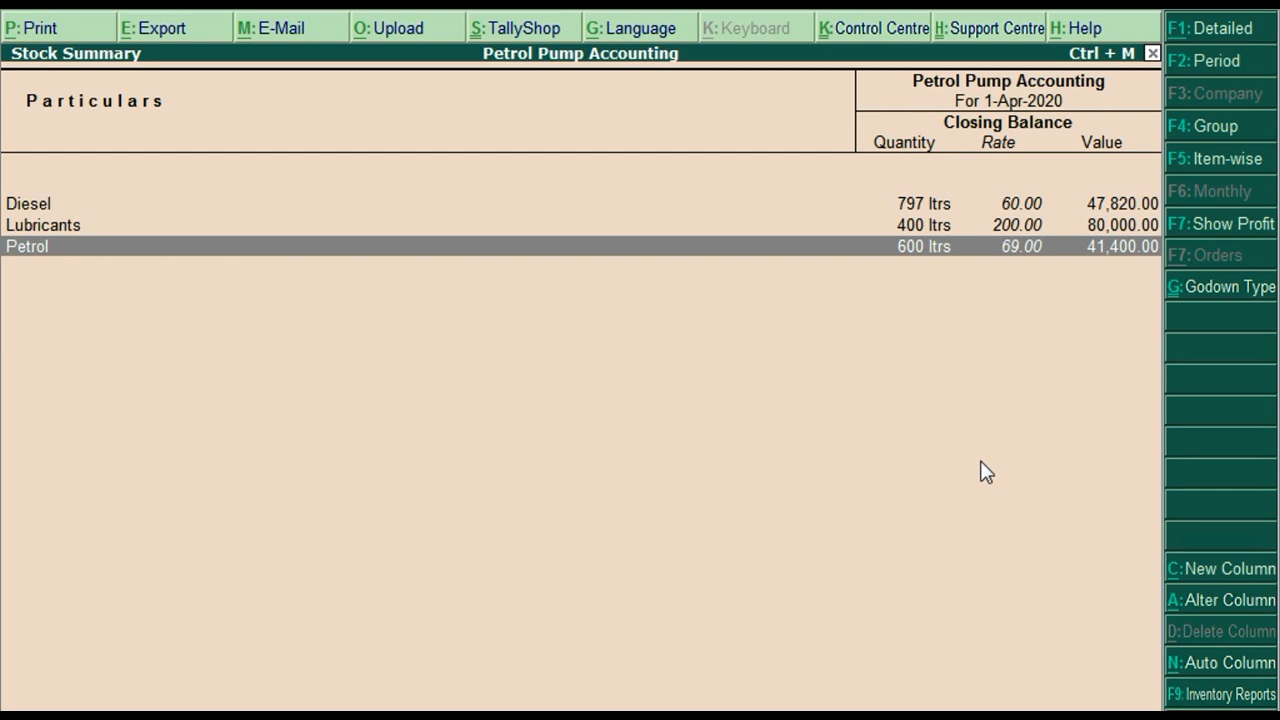 P: Print E: Export M: E-Mail O: Upload S: TallyShop G: Language K: Keyboard K: Control Centre H: Support Centre H: Help
Stock Summary Petrol Pump Accounting Ctrl + M
Particulars
Petrol Pump Accounting
For 1-Apr-2020
Closing Balance
Quantity Rate Value
Diesel 797 ltrs 60.00 47,820.00
Lubricants 400 ltrs 200.00 80,000.00
Petrol 600 ltrs 69.00 41,400.00
F1: Detailed
F2: Period
F3: Company
F4: Group
F5: Item-wise
F6: Monthly
F7: Show Profit
F7: Orders
G: Godown Type
C: New Column
A: Alter Column
D: Delete Column
N: Auto Column
F9: Inventory Reports